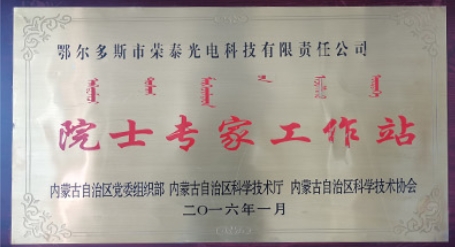 鄂尔多斯市荣泰光电科技有限责任公司
院士专家工作站
内蒙古自治区党委组织部 内蒙古自治区科学技术厅 内蒙古自治区科学技术协会
二〇一六年一月